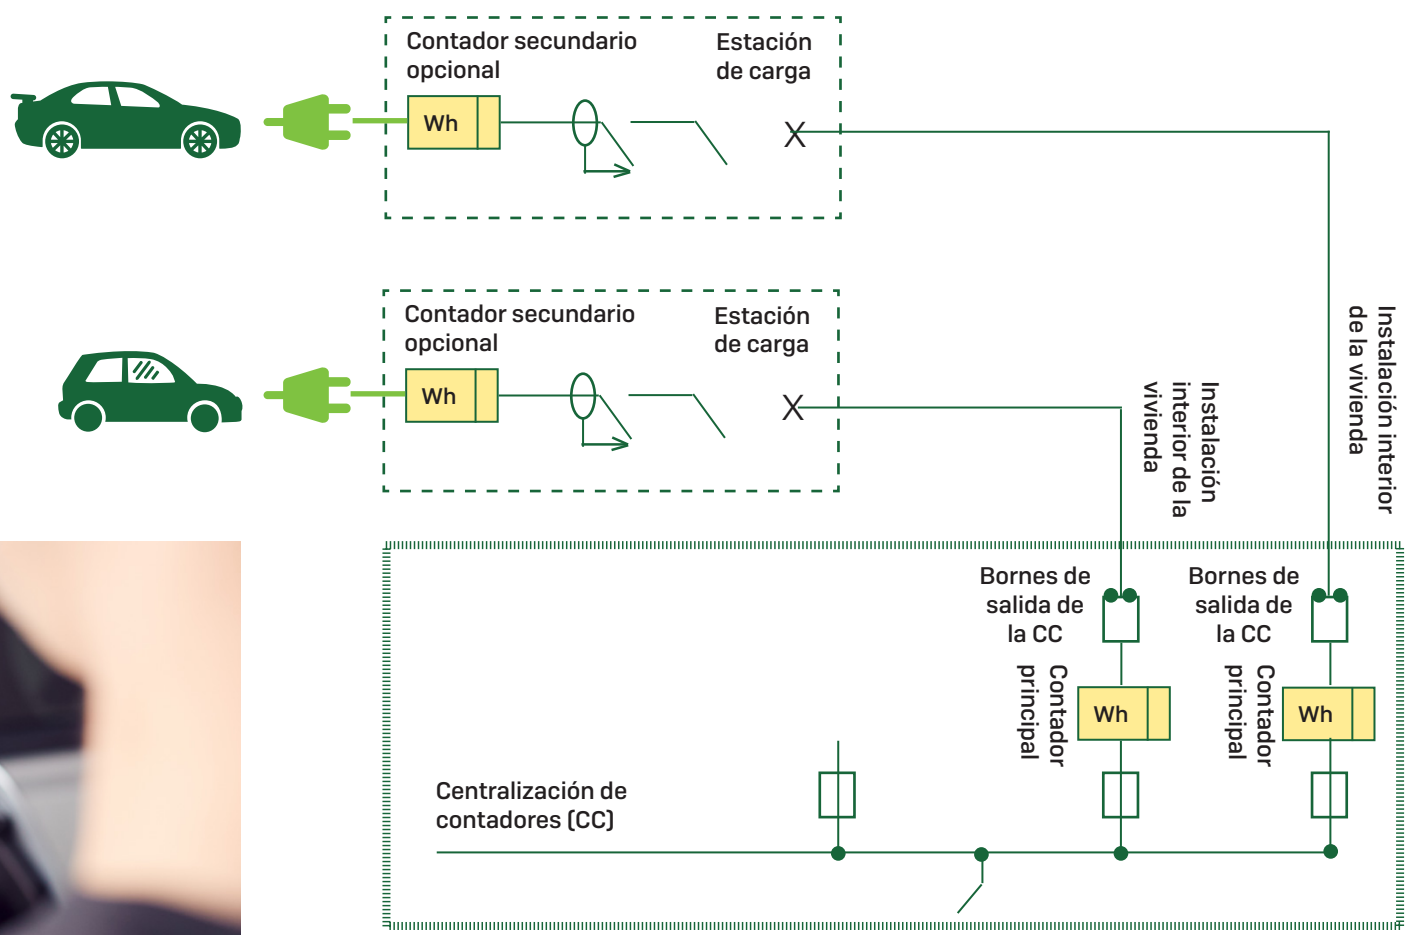 Contador secundario
opcional
Estación
de carga
Wh
X
Contador secundario
opcional
Estación
de carga
Wh
X
Instalación
interior de la
vivienda
Instalación interior
de la vivienda
Bornes de
salida de
la CC
Bornes de
salida de
la CC
Contador
principal
Wh
Contador
principal
Wh
Centralización de
contadores (CC)